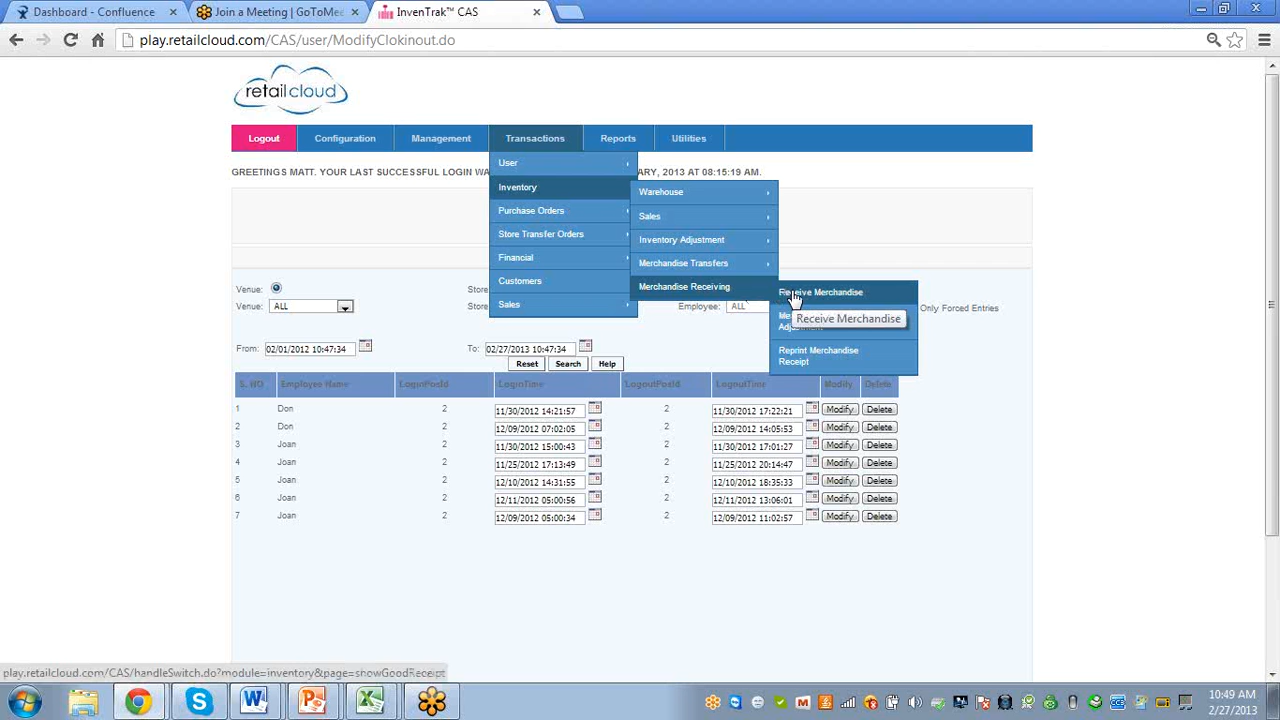 Dashboard - Confluence
Join a Meeting | GoToMee
InvenTrak™ CAS
play.retailcloud.com/CAS/user/ModifyClokinout.do
retailcloud
Logout Configuration Management Transactions Reports Utilities
GREETINGS MATT. YOUR LAST SUCCESSFUL LOGIN WA
ARY, 2013 AT 08:15:19 AM.
User
Inventory
Purchase Orders
Store Transfer Orders
Financial
Customers
Sales
Warehouse
Sales
Inventory Adjustment
Merchandise Transfers
Merchandise Receiving
Receive Merchandise
Receive Merchandise
Reprint Merchandise
Receipt
Venue: Store
Venue: ALL Store Employee: ALL Only Forced Entries
From: 02/01/2012 10:47:34 To: 02/27/2013 10:47:34
Reset Search Help
S. NO Employee Name LoginPosId LoginTime LogoutPosId LogoutTime Modify Delete
1 Don 2 11/30/2012 14:21:57 2 11/30/2012 17:22:21 Modify Delete
2 Don 2 12/09/2012 07:02:05 2 12/09/2012 14:05:53 Modify Delete
3 Joan 2 11/30/2012 15:00:43 2 11/30/2012 17:01:27 Modify Delete
4 Joan 2 11/25/2012 17:13:49 2 11/25/2012 20:14:47 Modify Delete
5 Joan 2 12/10/2012 14:31:55 2 12/10/2012 18:35:33 Modify Delete
6 Joan 2 12/11/2012 05:00:56 2 12/11/2012 13:06:01 Modify Delete
7 Joan 2 12/09/2012 05:00:34 2 12/09/2012 11:02:57 Modify Delete
play.retailcloud.com/CAS/handleSwitch.do?module=inventory&page=showGoodReceipt
10:49 AM
2/27/2013